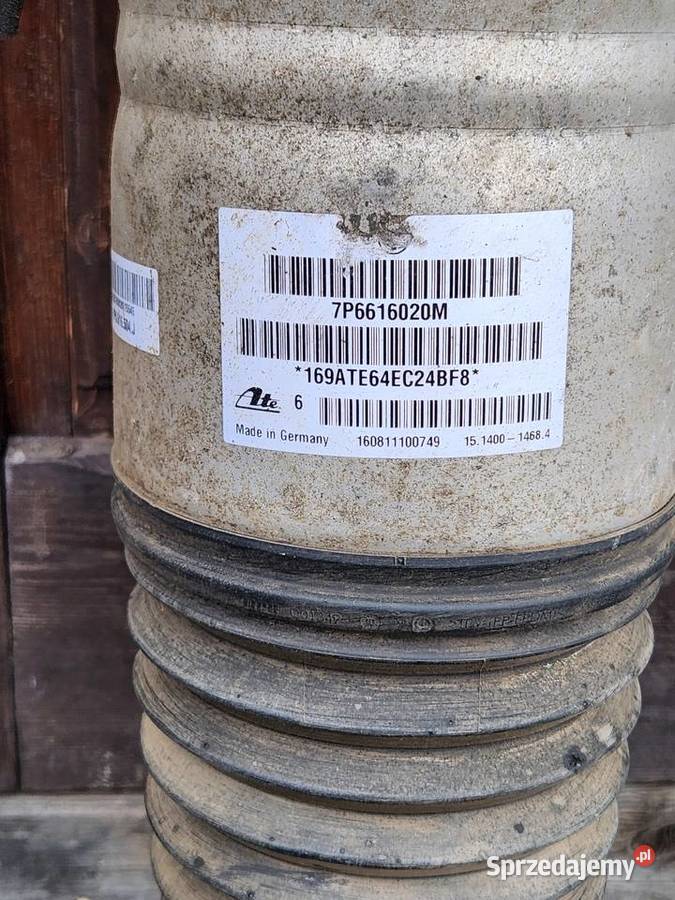 7P6616020M
*169ATE64EC24BF8*
Ate 6
Made in Germany 160811100749 15.1400-1468.4
Sprzedajemy.pl